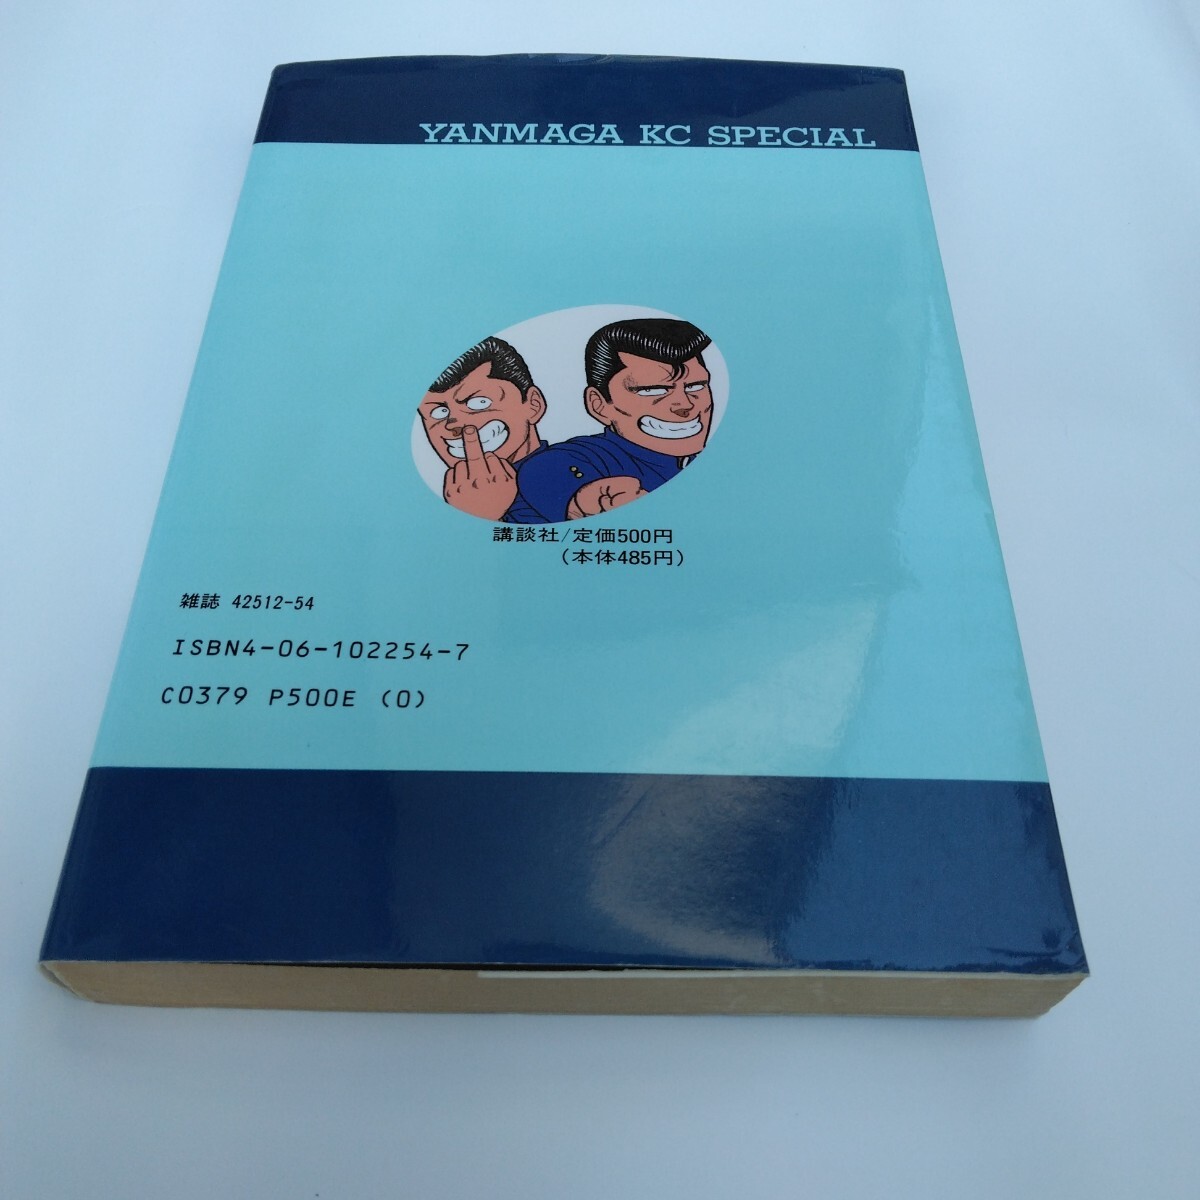 YANMAGA KC SPECIAL
講談社/定価500円
(本体485円)
雑誌 42512-54
ISBN4-06-102254-7
C0379 P500E (0)